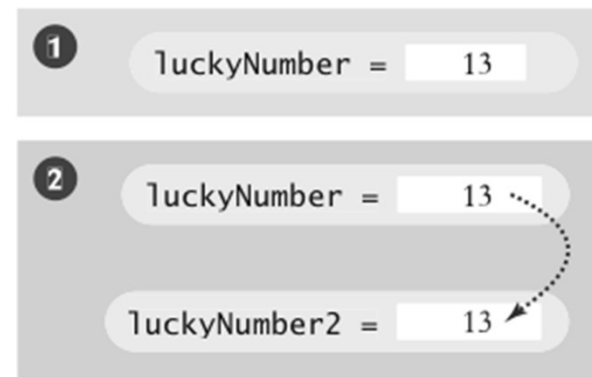 1
luckyNumber = 13
2
luckyNumber = 13
luckyNumber2 = 13